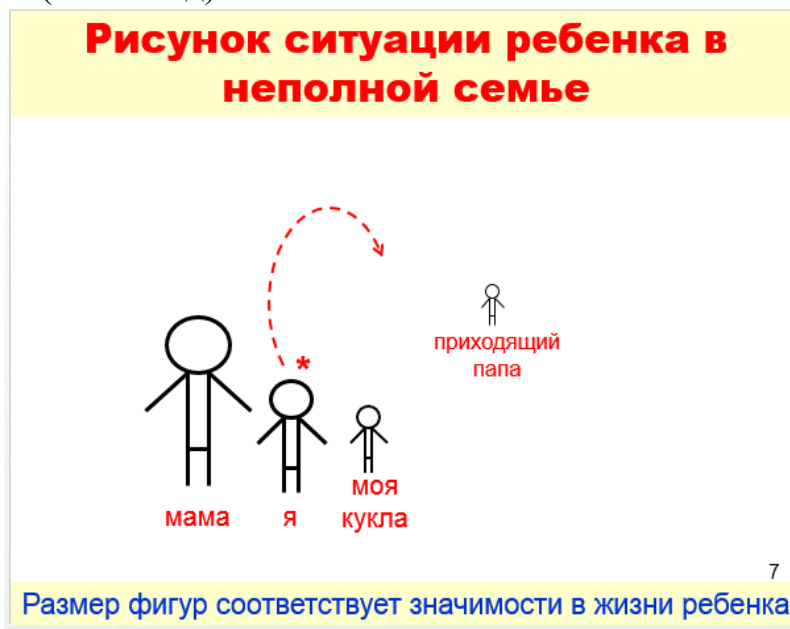 Рисунок ситуации ребенка в
неполной семье
*
приходящий
папа
мама
я
моя
кукла
7
Размер фигур соответствует значимости в жизни ребенка